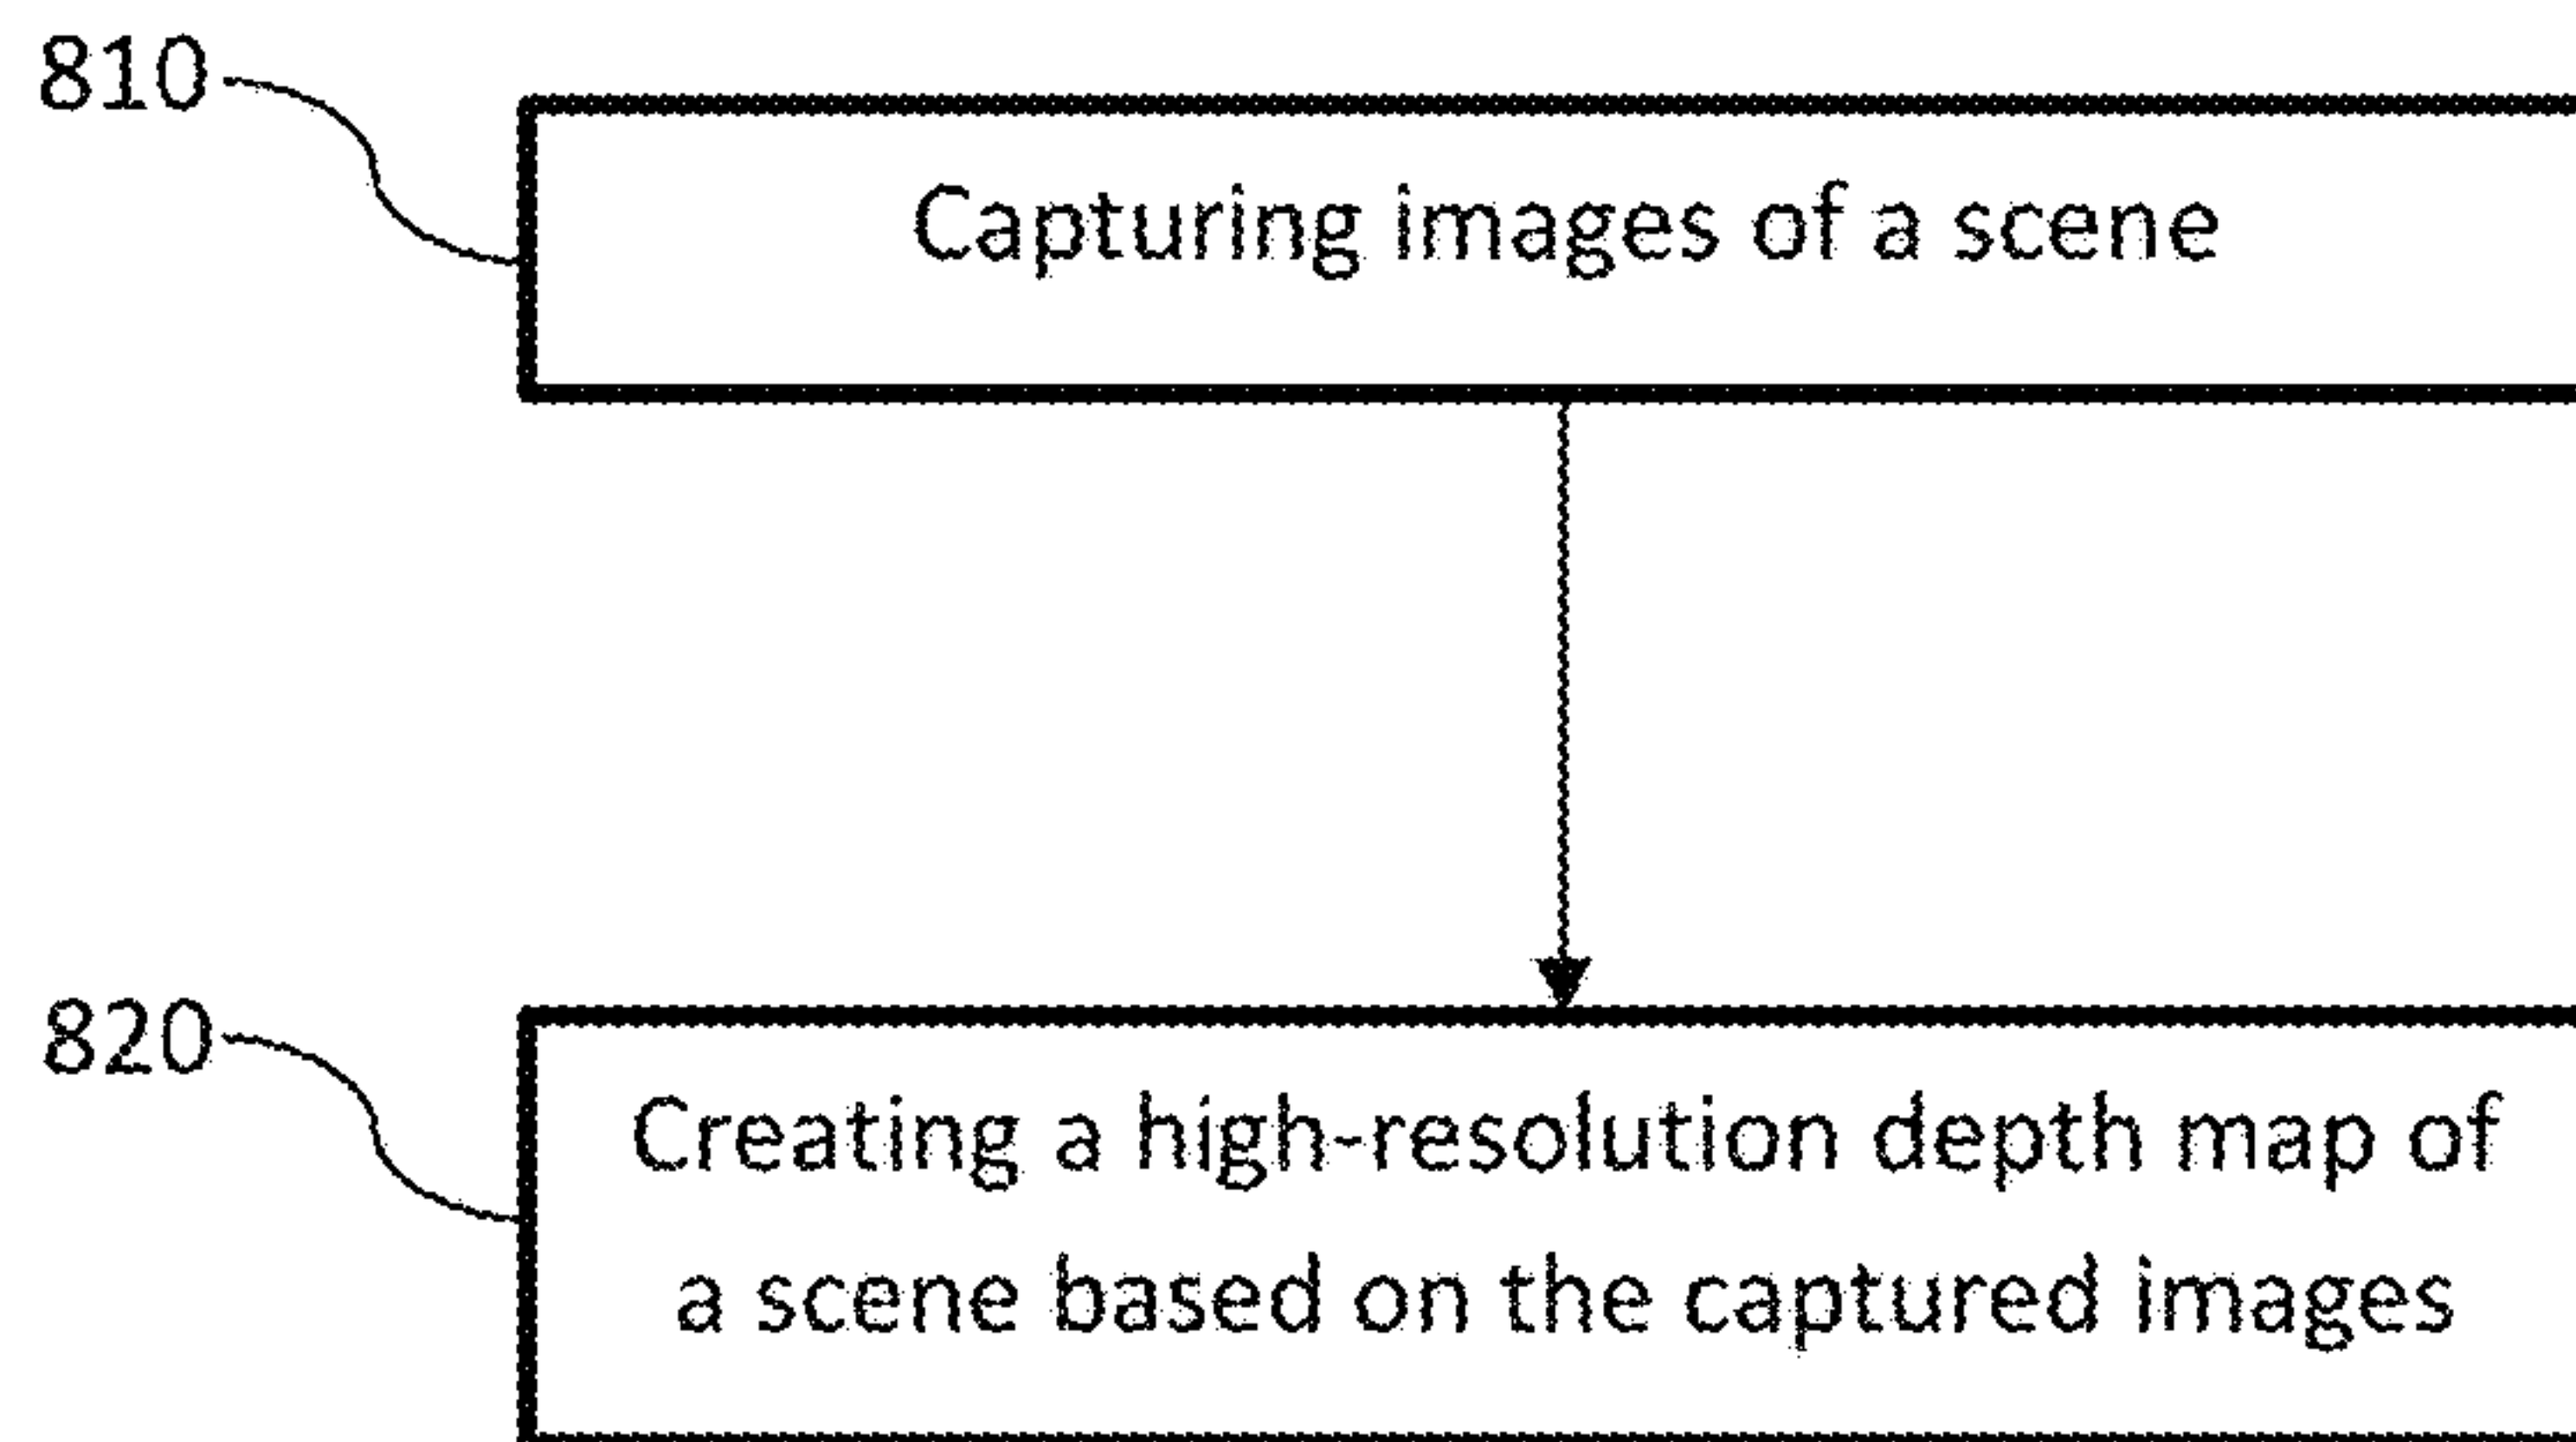 810
Capturing images of a scene
820
Creating a high-resolution depth map of
a scene based on the captured images